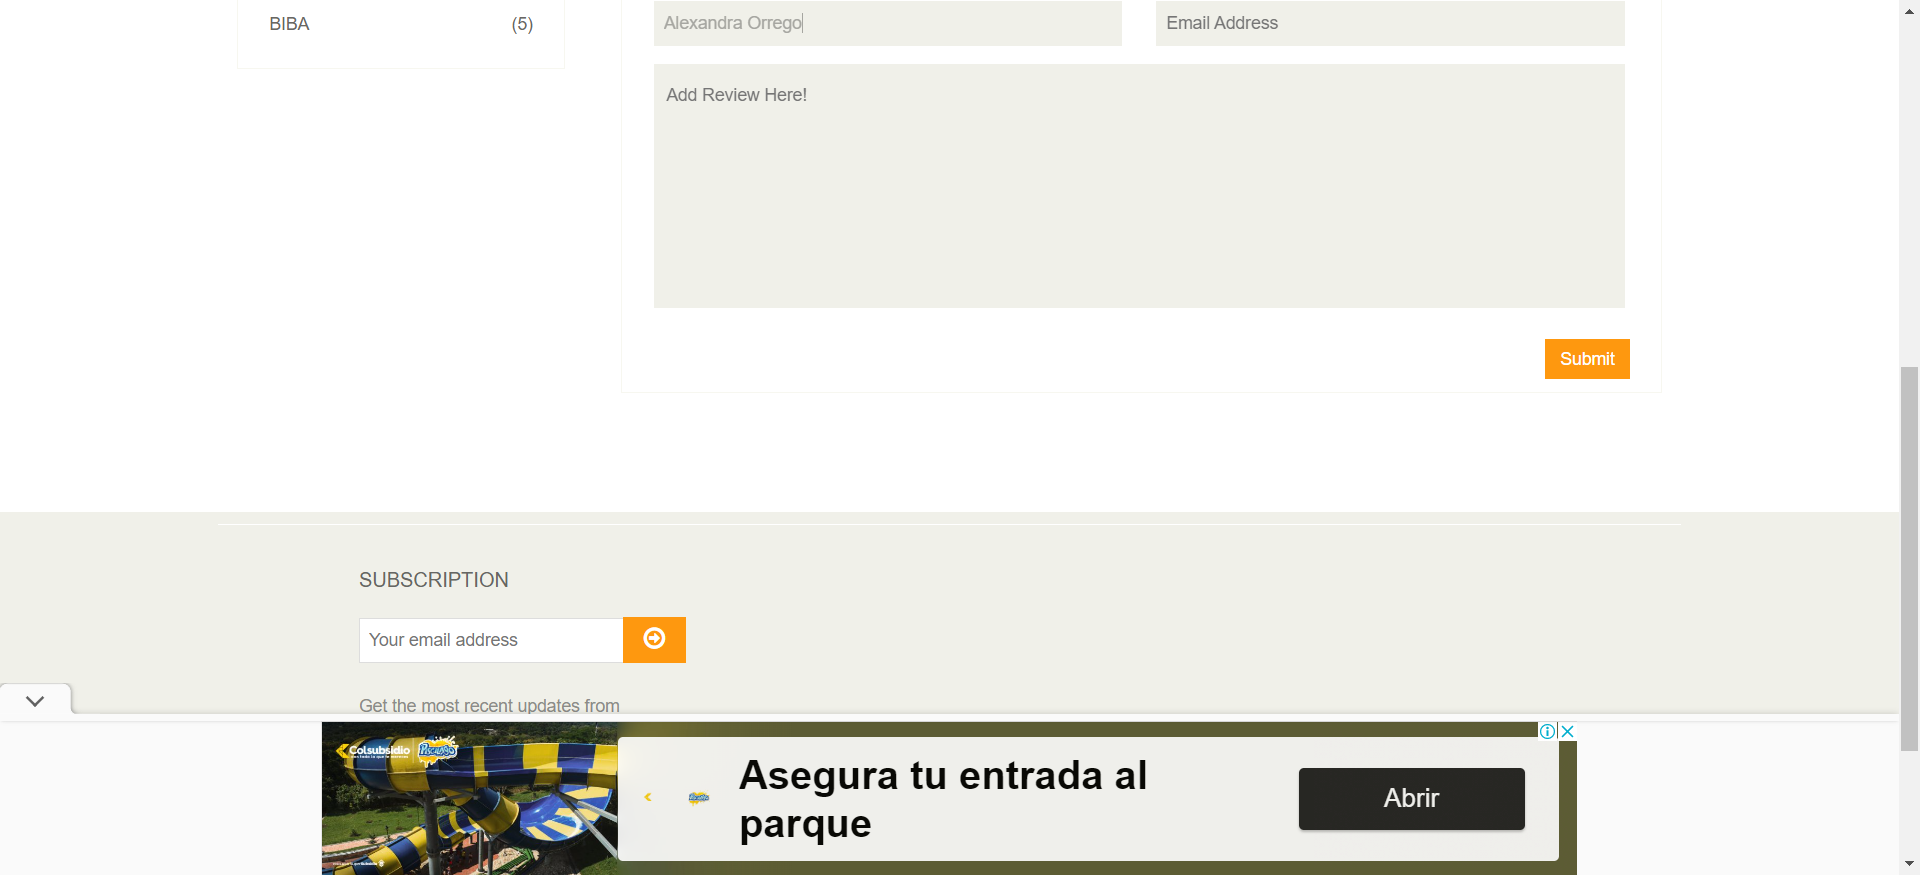 BIBA (5)
Alexandra Orrego
Email Address
Add Review Here!
Submit
SUBSCRIPTION
Your email address
Get the most recent updates from
Colsubsidio
Asegura tu entrada al
parque
Abrir